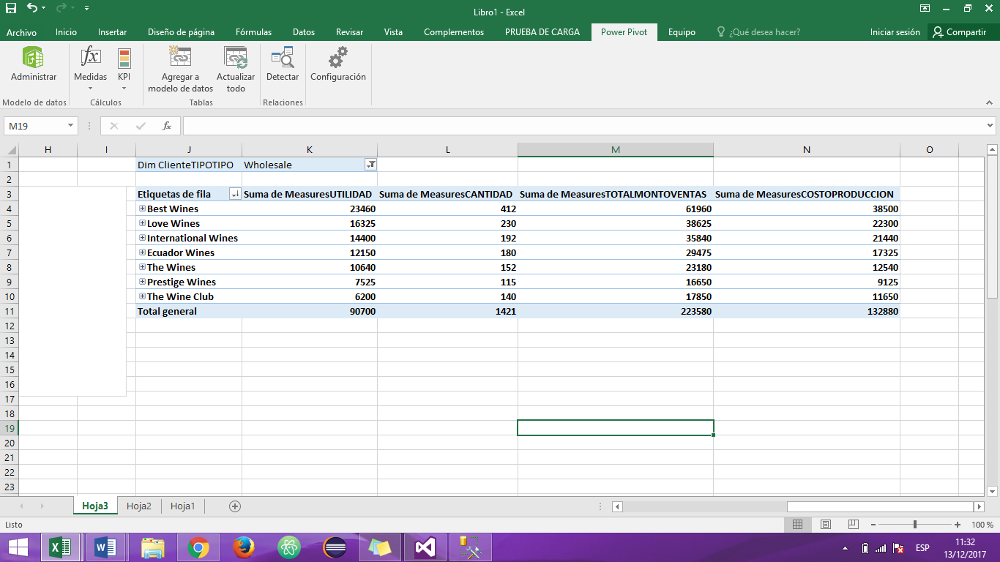 Libro1 - Excel
Archivo Inicio Insertar Diseño de página Fórmulas Datos Revisar Vista Complementos PRUEBA DE CARGA Power Pivot Equipo ¿Qué desea hacer? Iniciar sesión Compartir
Administrar Medidas KPI Agregar a modelo de datos Actualizar todo Detectar Configuración
Modelo de datos Cálculos Tablas Relaciones
M19 fx
H I J K L M N O
1 Dim ClienteTIPOTIPO Wholesale
2
3 Etiquetas de fila Suma de MeasuresUTILIDAD Suma de MeasuresCANTIDAD Suma de MeasuresTOTALMONTOVENTAS Suma de MeasuresCOSTOPRODUCCION
4 Best Wines 23460 412 61960 38500
5 Love Wines 16325 230 38625 22300
6 International Wines 14400 192 35840 21440
7 Ecuador Wines 12150 180 29475 17325
8 The Wines 10640 152 23180 12540
9 Prestige Wines 7525 115 16650 9125
10 The Wine Club 6200 140 17850 11650
11 Total general 90700 1421 223580 132880
12
13
14
15
16
17
18
19
20
21
22
23
Hoja3 Hoja2 Hoja1
Listo 100 %
ESP 11:32
13/12/2017